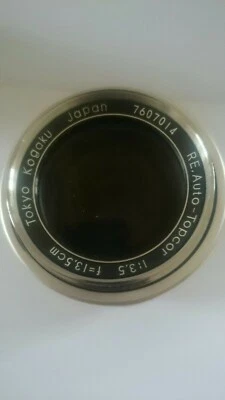 RE.Auto-Topcor 1:3.5 f=13.5cm
Tokyo Kogaku Japan 7607014